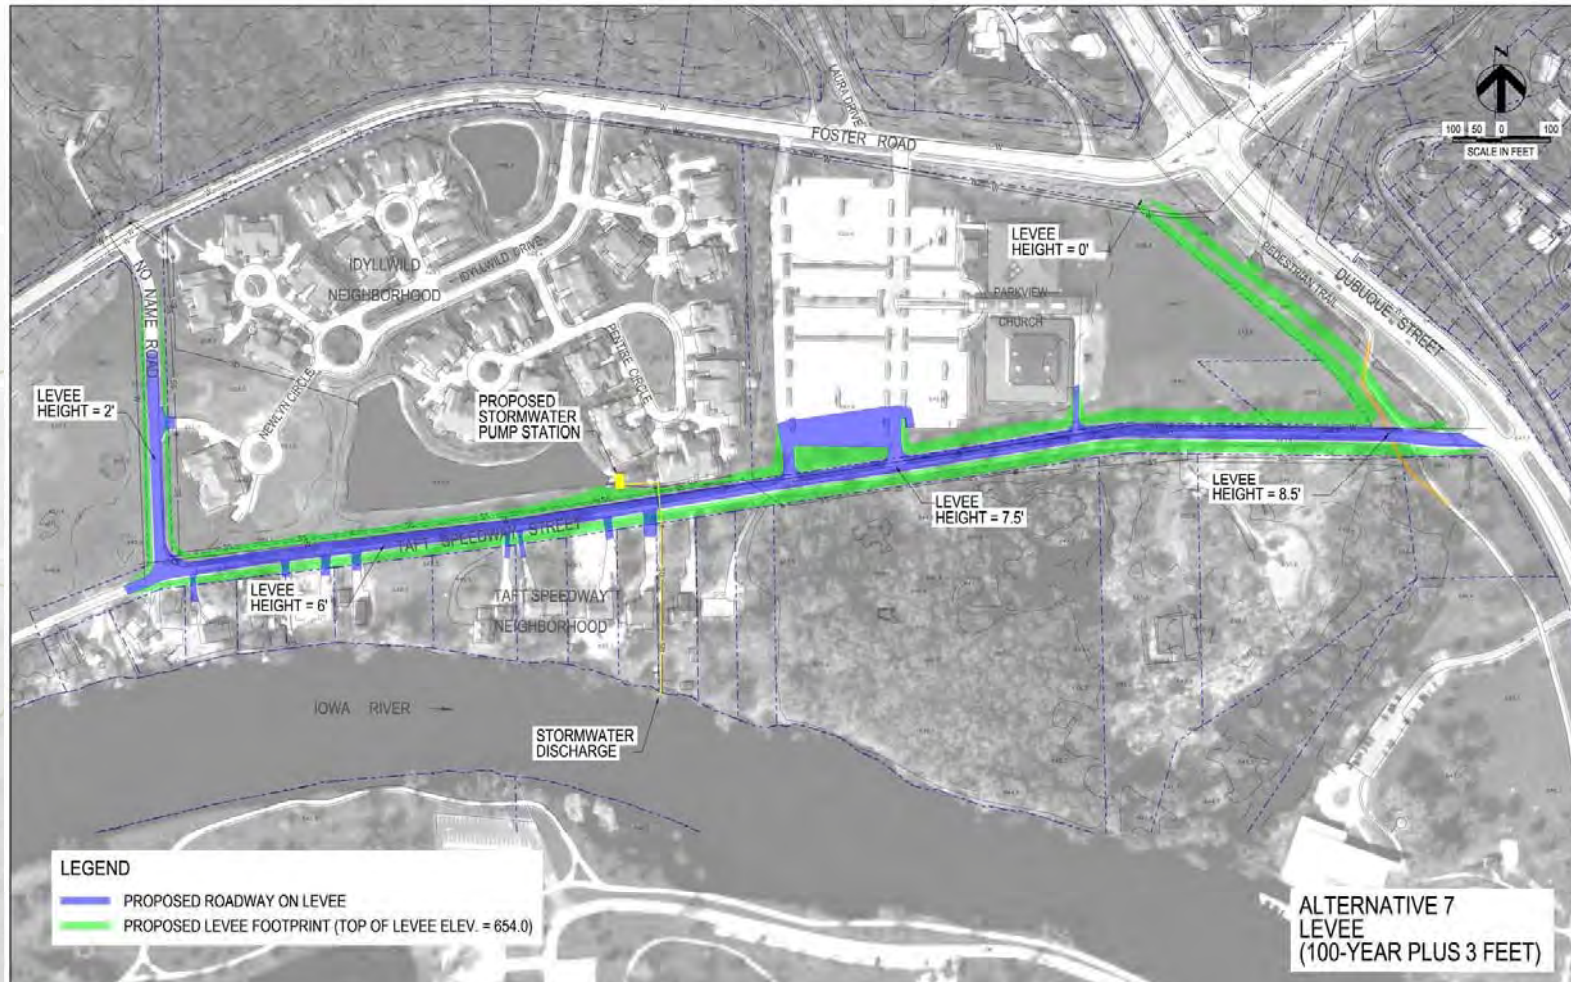 N
100 50 0 100
SCALE IN FEET
LAURA DRIVE
FOSTER ROAD
LEVEE
HEIGHT = 0'
PEDESTRIAN TRAIL
DUBUQUE STREET
IDYLLWILD
NEIGHBORHOOD
IDYLLWILD DRIVE
NO NAME ROAD
PARKVIEW
CHURCH
PENTRE CIRCLE
NEWLYN CIRCLE
LEVEE
HEIGHT = 2'
PROPOSED
STORMWATER
PUMP STATION
LEVEE
HEIGHT = 8.5'
LEVEE
HEIGHT = 7.5'
TAFT SPEEDWAY STREET
LEVEE
HEIGHT = 6'
TAFT SPEEDWAY
NEIGHBORHOOD
IOWA RIVER
STORMWATER
DISCHARGE
LEGEND
PROPOSED ROADWAY ON LEVEE
PROPOSED LEVEE FOOTPRINT (TOP OF LEVEE ELEV. = 654.0)
ALTERNATIVE 7
LEVEE
(100-YEAR PLUS 3 FEET)